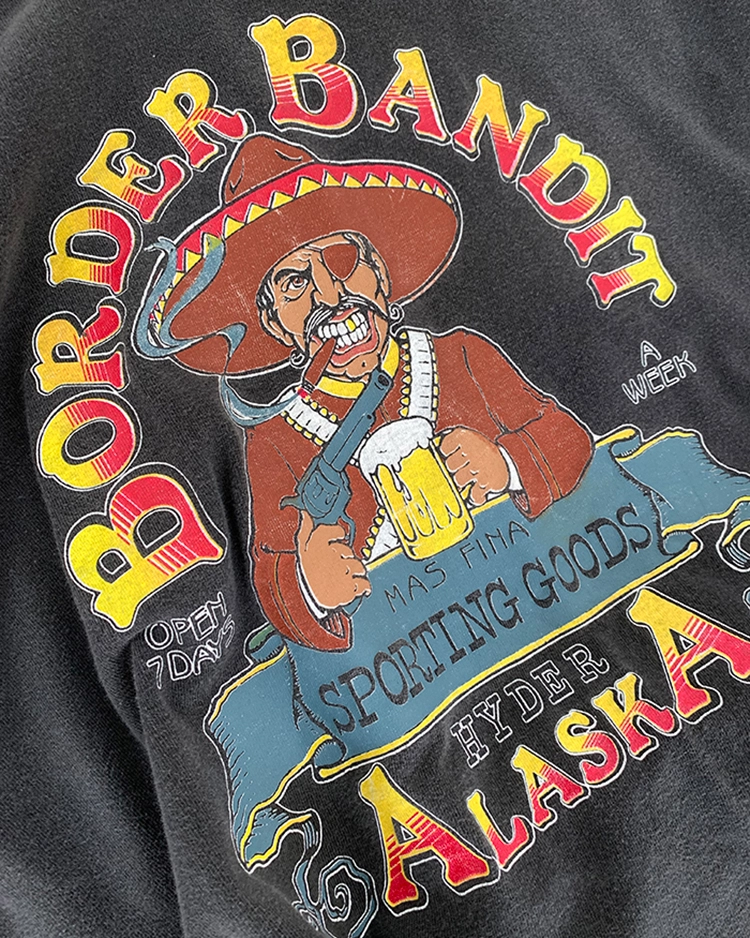 BORDER BANDIT
A
WEEK
OPEN
7 DAYS
MAS FINA
SPORTING GOODS
HYDER
ALASKA